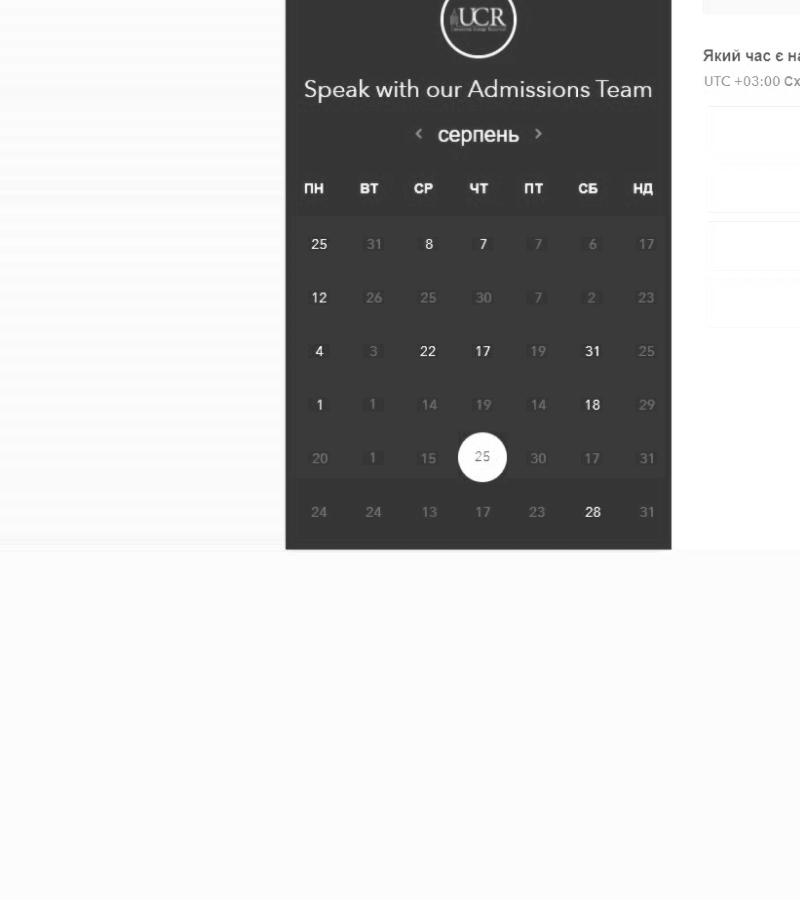 UCR
Speak with our Admissions Team
‹ серпень ›
ПН ВТ СР ЧТ ПТ СБ НД
25 31 8 7 7 6 17
12 26 25 30 7 2 23
4 3 22 17 19 31 25
1 1 14 19 14 18 29
20 1 15 25 30 17 31
24 24 13 17 23 28 31
Який час є на
UTC +03:00 Сх